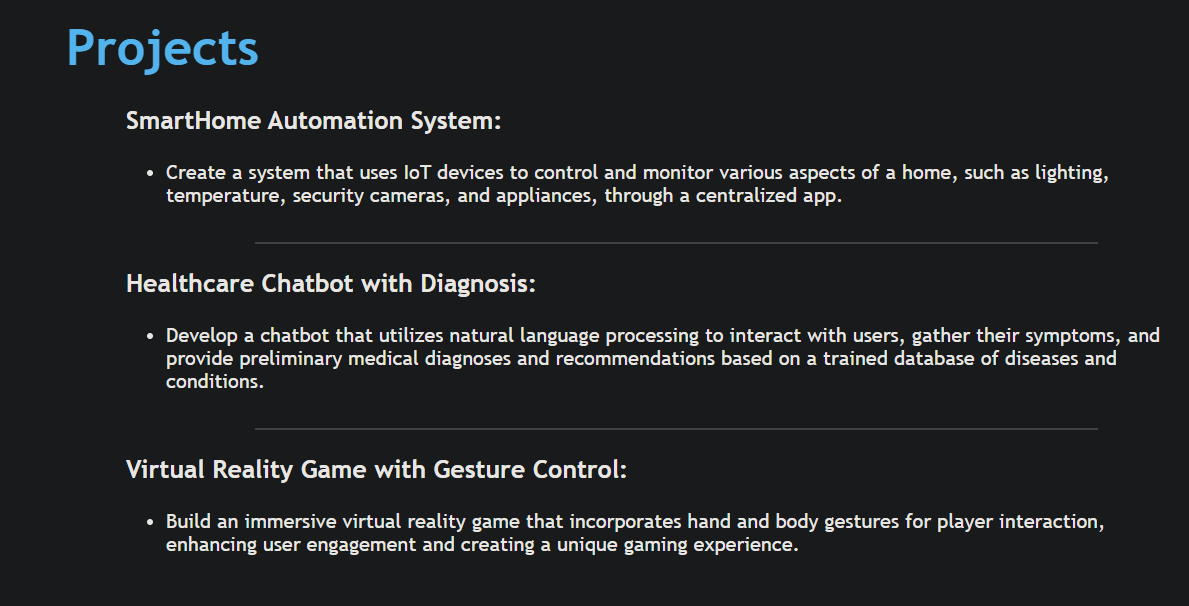 Projects
SmartHome Automation System:
• Create a system that uses IoT devices to control and monitor various aspects of a home, such as lighting,
temperature, security cameras, and appliances, through a centralized app.
Healthcare Chatbot with Diagnosis:
• Develop a chatbot that utilizes natural language processing to interact with users, gather their symptoms, and
provide preliminary medical diagnoses and recommendations based on a trained database of diseases and
conditions.
Virtual Reality Game with Gesture Control:
• Build an immersive virtual reality game that incorporates hand and body gestures for player interaction,
enhancing user engagement and creating a unique gaming experience.